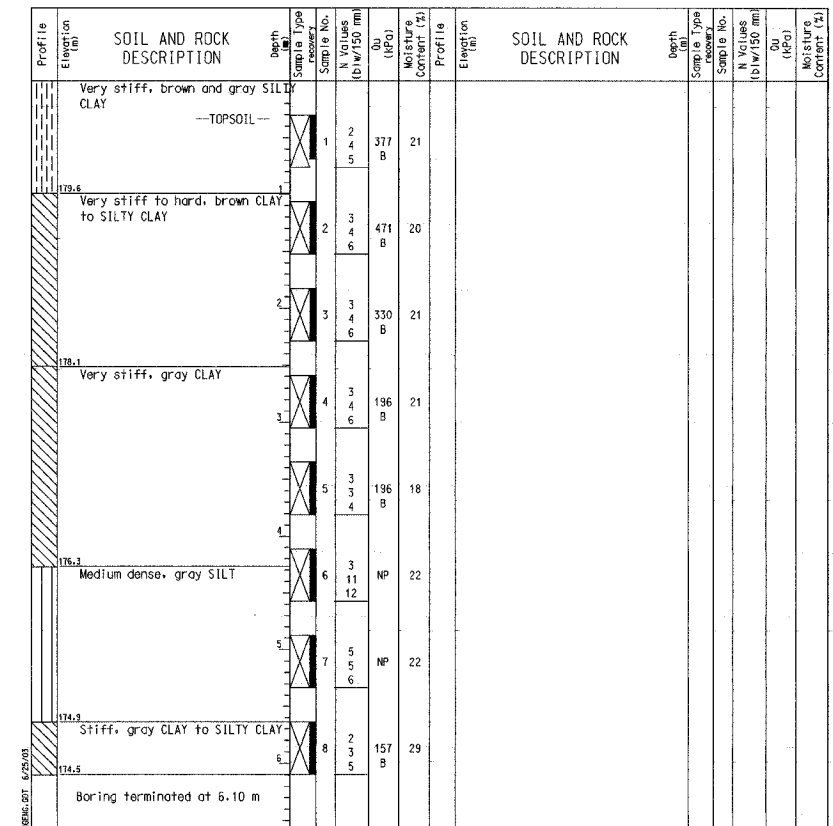 Profile
Elevation (m)
SOIL AND ROCK DESCRIPTION
Depth (m)
Sample Type recovery
Sample No.
N Values (blw/150 mm)
Qu (kPa)
Moisture Content (%)
Profile
Elevation (m)
SOIL AND ROCK DESCRIPTION
Depth (m)
Sample Type recovery
Sample No.
N Values (blw/150 mm)
Qu (kPa)
Moisture Content (%)
Very stiff, brown and gray SILTY
CLAY
---TOPSOIL---
1 2 4 5 377 B 21
179.6 1
Very stiff to hard, brown CLAY
to SILTY CLAY
2 3 4 6 471 B 20
2
3 3 4 6 330 B 21
178.1
Very stiff, gray CLAY
4 3 4 6 196 B 21
3
5 3 3 4 196 B 18
4
176.3
Medium dense, gray SILT
6 3 11 12 NP 22
5
7 5 5 6 NP 22
174.9
Stiff, gray CLAY to SILTY CLAY
8 2 3 5 157 B 29
6
174.5
Boring terminated at 6.10 m
GENG.GDT 6/25/03